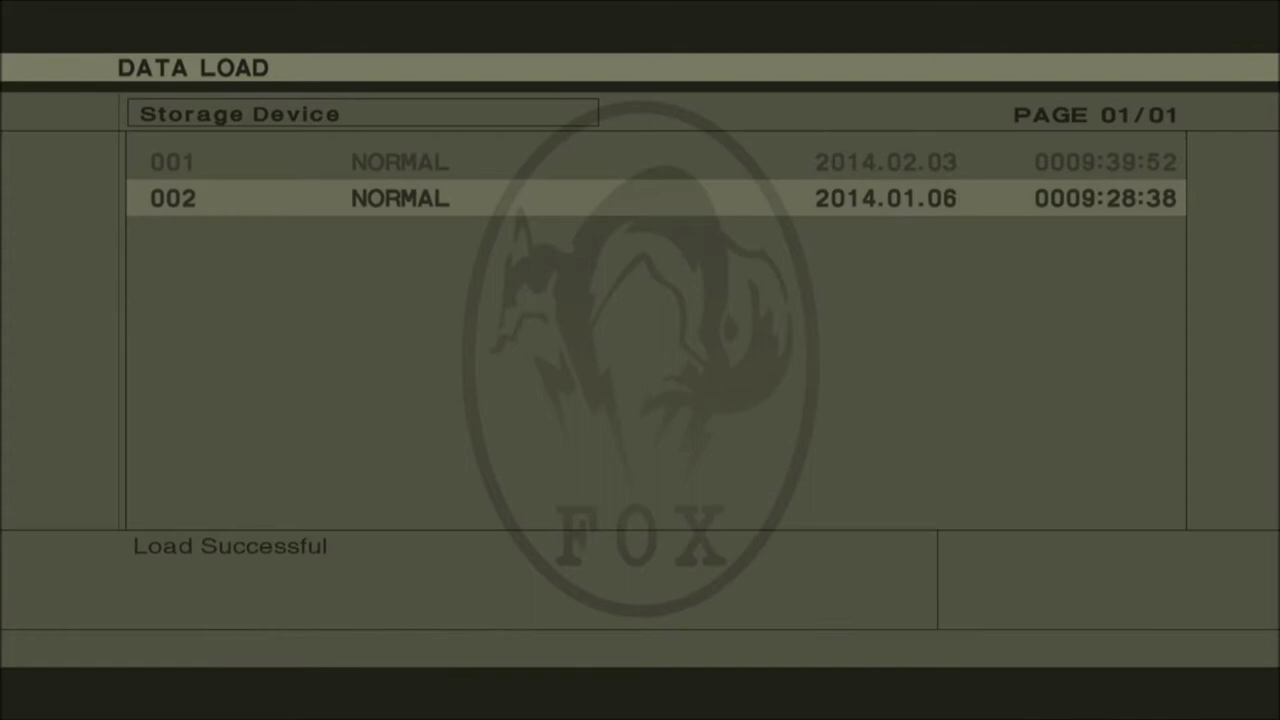 DATA LOAD
Storage Device PAGE 01/01
001 NORMAL 2014.02.03 0009:39:52
002 NORMAL 2014.01.06 0009:28:38
FOX
Load Successful